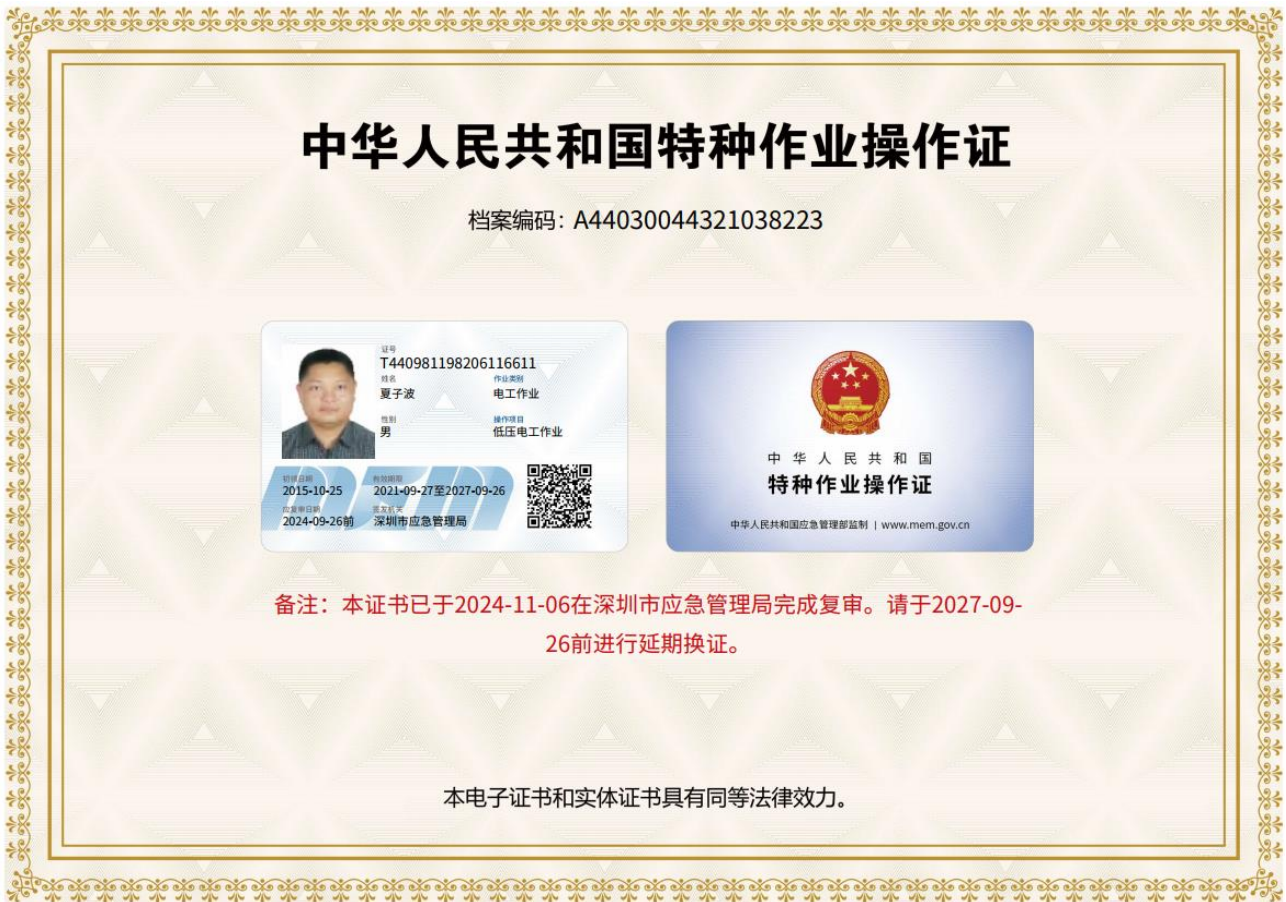 中华人民共和国特种作业操作证
档案编码：A44030044321038223
证号
T440981198206116611
姓名 作业类别
夏子波 电工作业
性别 操作项目
男 低压电工作业
初领日期 有效期限
2015-10-25 2021-09-27至2027-09-26
应复审日期 签发机关
2024-09-26前 深圳市应急管理局
中华人民共和国
特种作业操作证
中华人民共和国应急管理部监制 | www.mem.gov.cn
备注：本证书已于2024-11-06在深圳市应急管理局完成复审。请于2027-09-
26前进行延期换证。
本电子证书和实体证书具有同等法律效力。